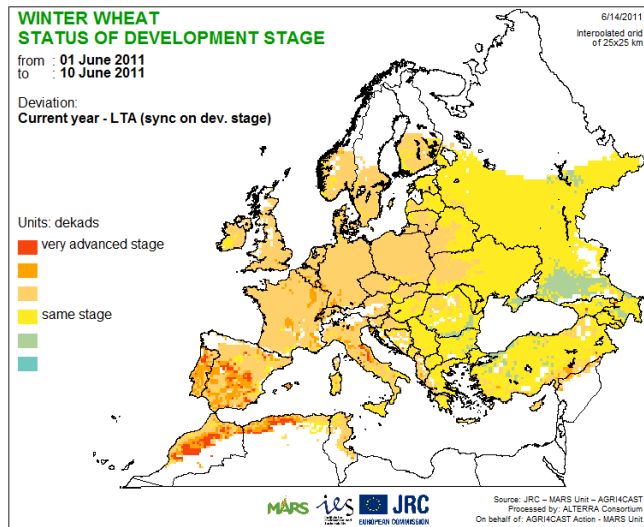 WINTER WHEAT
STATUS OF DEVELOPMENT STAGE
6/14/2011
Interpolated grid
of 25x25 km
from : 01 June 2011
to : 10 June 2011
Deviation:
Current year - LTA (sync on dev. stage)
Units: dekads
very advanced stage
same stage
MARS
ies
JRC
EUROPEAN COMMISSION
Source: JRC – MARS Unit – AGRI4CAST
Processed by: ALTERRA Consortium
On behalf of: AGRI4CAST Action - MARS Unit